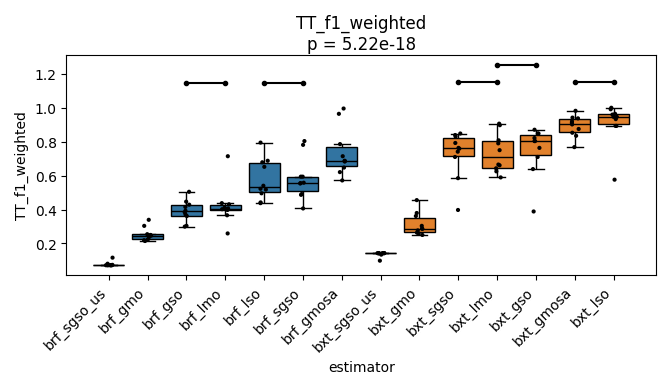 TT_f1_weighted
p = 5.22e-18
TT_f1_weighted
1.2
1.0
0.8
0.6
0.4
0.2
brf_sgso_us
brf_gmo
brf_gso
brf_lmo
brf_lso
brf_sgso
brf_gmosa
bxt_sgso_us
bxt_gmo
bxt_sgso
bxt_lmo
bxt_gso
bxt_gmosa
bxt_lso
estimator